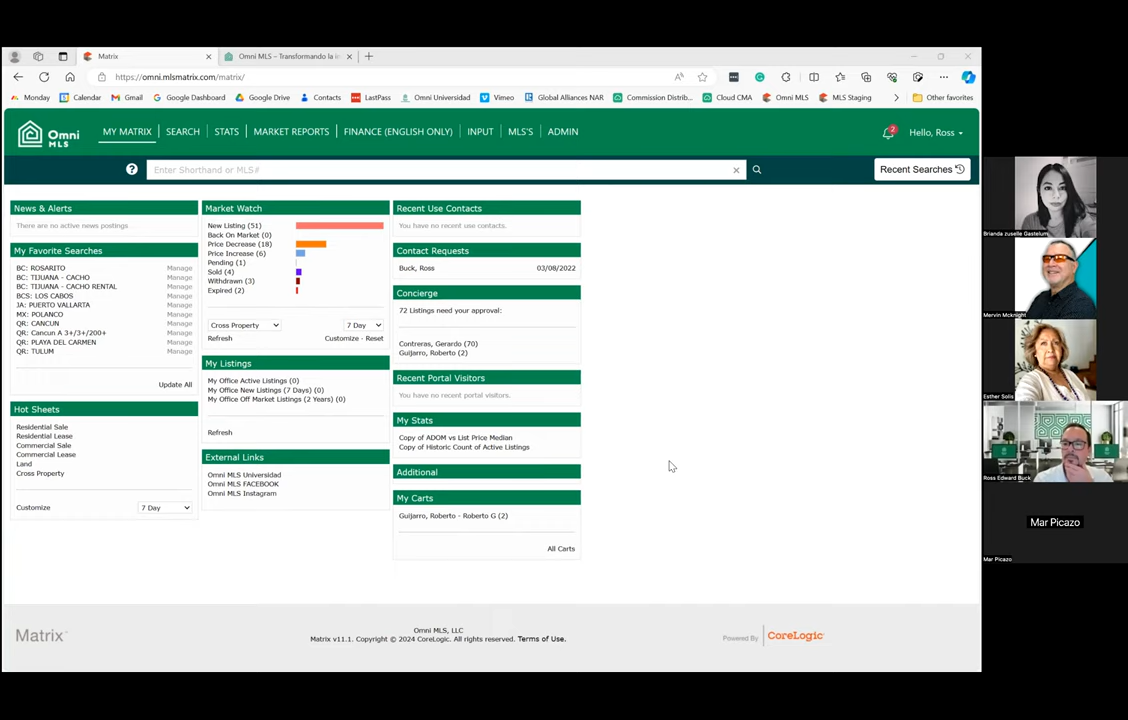 Matrix
Omni MLS – Transformando la i
https://omni.mlsmatrix.com/matrix/
Monday
Calendar
Gmail
Google Dashboard
Google Drive
Contacts
LastPass
Omni Universidad
Vimeo
Global Alliances NAR
Commission Distrib...
Cloud CMA
Omni MLS
MLS Staging
Other favorites
Omni
MLS
MY MATRIX
SEARCH
STATS
MARKET REPORTS
FINANCE (ENGLISH ONLY)
INPUT
MLS'S
ADMIN
2
Hello, Ross
Enter Shorthand or MLS#
Recent Searches
News & Alerts
There are no active news postings
My Favorite Searches
BC: ROSARITO Manage
BC: TIJUANA - CACHO Manage
BC: TIJUANA - CACHO RENTAL Manage
BCS: LOS CABOS Manage
JA: PUERTO VALLARTA Manage
MX: POLANCO Manage
QR: CANCUN Manage
QR: Cancun A 3+/3+/200+ Manage
QR: PLAYA DEL CARMEN Manage
QR: TULUM Manage
Update All
Hot Sheets
Residential Sale
Residential Lease
Commercial Sale
Commercial Lease
Land
Cross Property
Customize
7 Day
Market Watch
New Listing (51)
Back On Market (0)
Price Decrease (18)
Price Increase (6)
Pending (1)
Sold (4)
Withdrawn (3)
Expired (2)
Cross Property
7 Day
Refresh
Customize - Reset
My Listings
My Office Active Listings (0)
My Office New Listings (7 Days) (0)
My Office Off Market Listings (2 Years) (0)
Refresh
External Links
Omni MLS Universidad
Omni MLS FACEBOOK
Omni MLS Instagram
Recent Use Contacts
You have no recent use contacts.
Contact Requests
Buck, Ross 03/08/2022
Concierge
72 Listings need your approval:
Contreras, Gerardo (70)
Guijarro, Roberto (2)
Recent Portal Visitors
You have no recent portal visitors.
My Stats
Copy of ADOM vs List Price Median
Copy of Historic Count of Active Listings
Additional
My Carts
Guijarro, Roberto - Roberto G (2)
All Carts
Brianda zuselle Gastelum
Mervin Mcknight
Esther Solis
Ross Edward Buck
Mar Picazo
Mar Picazo
Matrix
Omni MLS, LLC
Matrix v11.1. Copyright © 2024 CoreLogic. All rights reserved. Terms of Use.
Powered By
CoreLogic